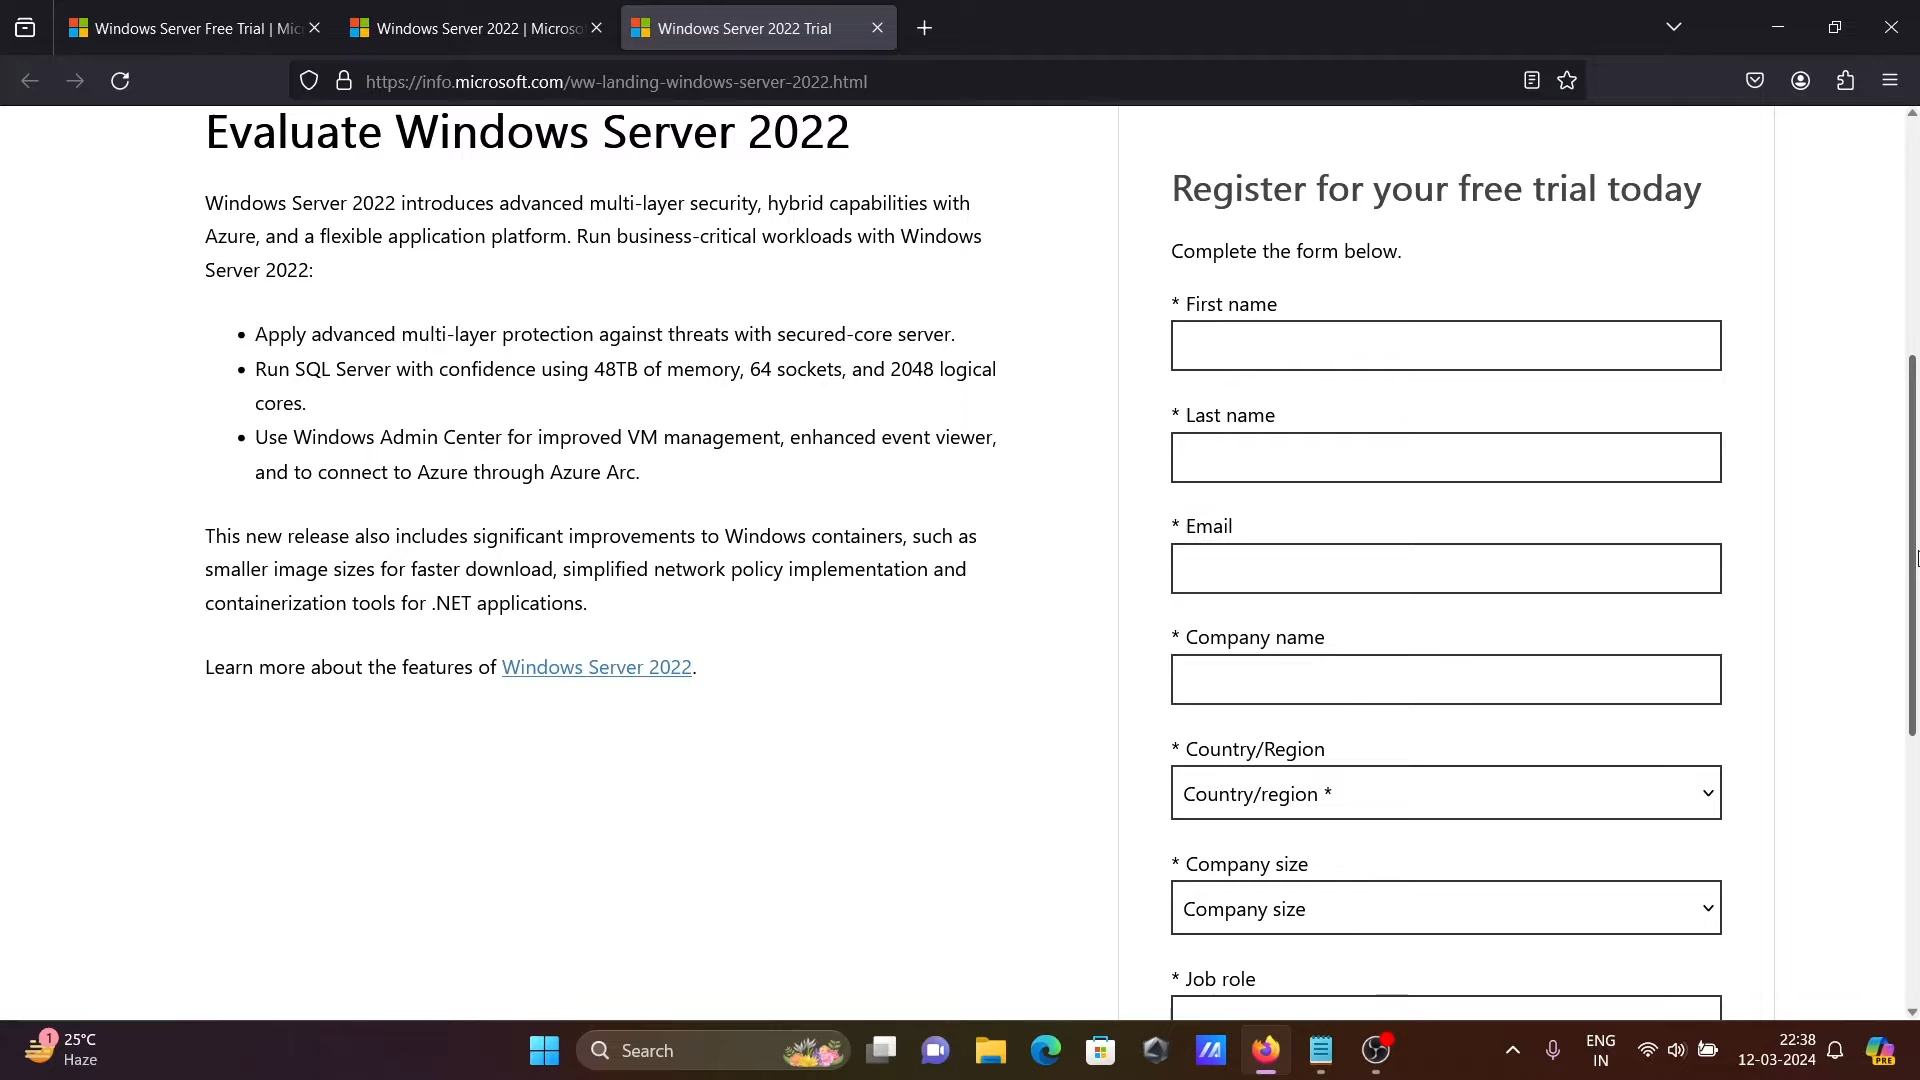 Windows Server Free Trial | Mic
Windows Server 2022 | Microso
Windows Server 2022 Trial
https://info.microsoft.com/ww-landing-windows-server-2022.html
Evaluate Windows Server 2022
Windows Server 2022 introduces advanced multi-layer security, hybrid capabilities with
Azure, and a flexible application platform. Run business-critical workloads with Windows
Server 2022:
• Apply advanced multi-layer protection against threats with secured-core server.
• Run SQL Server with confidence using 48TB of memory, 64 sockets, and 2048 logical
cores.
• Use Windows Admin Center for improved VM management, enhanced event viewer,
and to connect to Azure through Azure Arc.
This new release also includes significant improvements to Windows containers, such as
smaller image sizes for faster download, simplified network policy implementation and
containerization tools for .NET applications.
Learn more about the features of Windows Server 2022.
Register for your free trial today
Complete the form below.
* First name
* Last name
* Email
* Company name
* Country/Region
Country/region *
* Company size
Company size
* Job role
1
25°C
Haze
Search
ENG
IN
22:38
12-03-2024
PRE